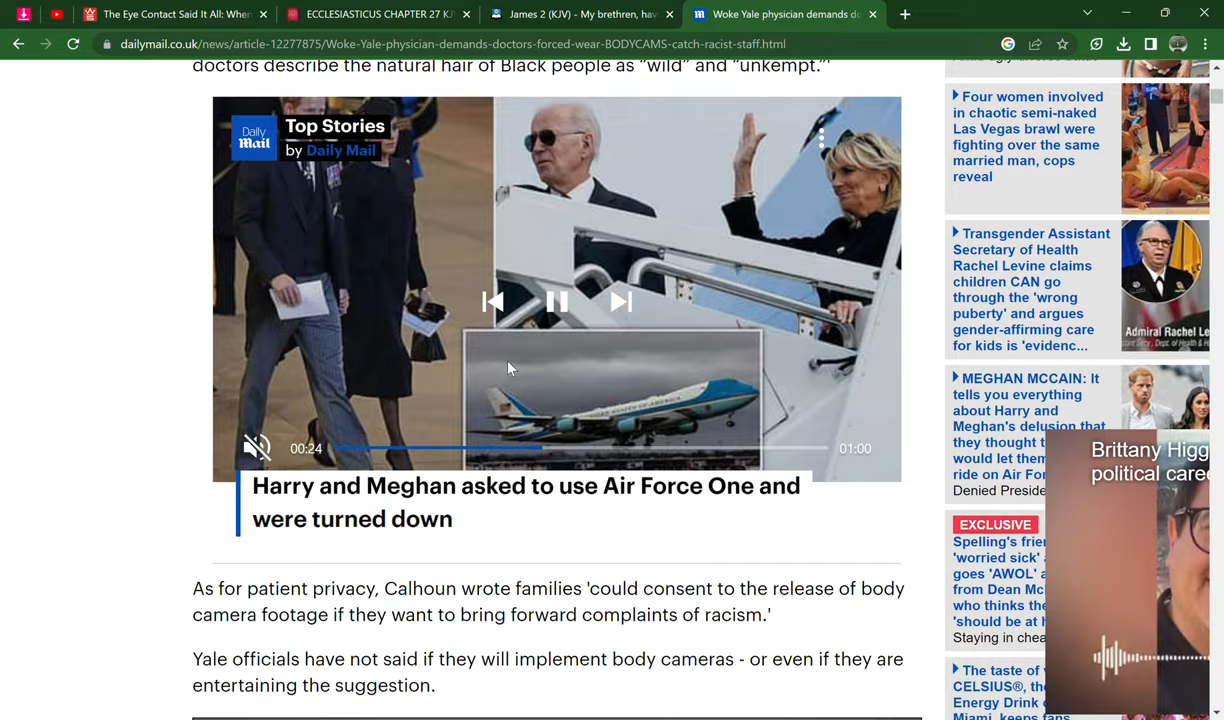 The Eye Contact Said It All: When
ECCLESIASTICUS CHAPTER 27 KJ
James 2 (KJV) - My brethren, hav
Woke Yale physician demands do
dailymail.co.uk/news/article-12277875/Woke-Yale-physician-demands-doctors-forced-wear-BODYCAMS-catch-racist-staff.html
doctors describe the natural hair of Black people as “wild” and “unkempt.”'
Daily
Mail
Top Stories
by Daily Mail
UNITED STATES OF AMERICA
00:24
01:00
Harry and Meghan asked to use Air Force One and
were turned down
As for patient privacy, Calhoun wrote families 'could consent to the release of body
camera footage if they want to bring forward complaints of racism.'
Yale officials have not said if they will implement body cameras - or even if they are
entertaining the suggestion.
Four women involved
in chaotic semi-naked
Las Vegas brawl were
fighting over the same
married man, cops
reveal
Transgender Assistant
Secretary of Health
Rachel Levine claims
children CAN go
through the 'wrong
puberty' and argues
gender-affirming care
for kids is 'evidenc...
Admiral Rachel Le
MEGHAN MCCAIN: It
tells you everything
about Harry and
Meghan's delusion that
they thought
would let them
ride on Air For
Denied Preside
EXCLUSIVE
Spelling's frie
'worried sick'
goes 'AWOL' a
from Dean Mc
who thinks the
'should be at h
Staying in chea
The taste of
CELSIUS®, the
Energy Drink
Miami, keeps fans
Brittany Higg
political care